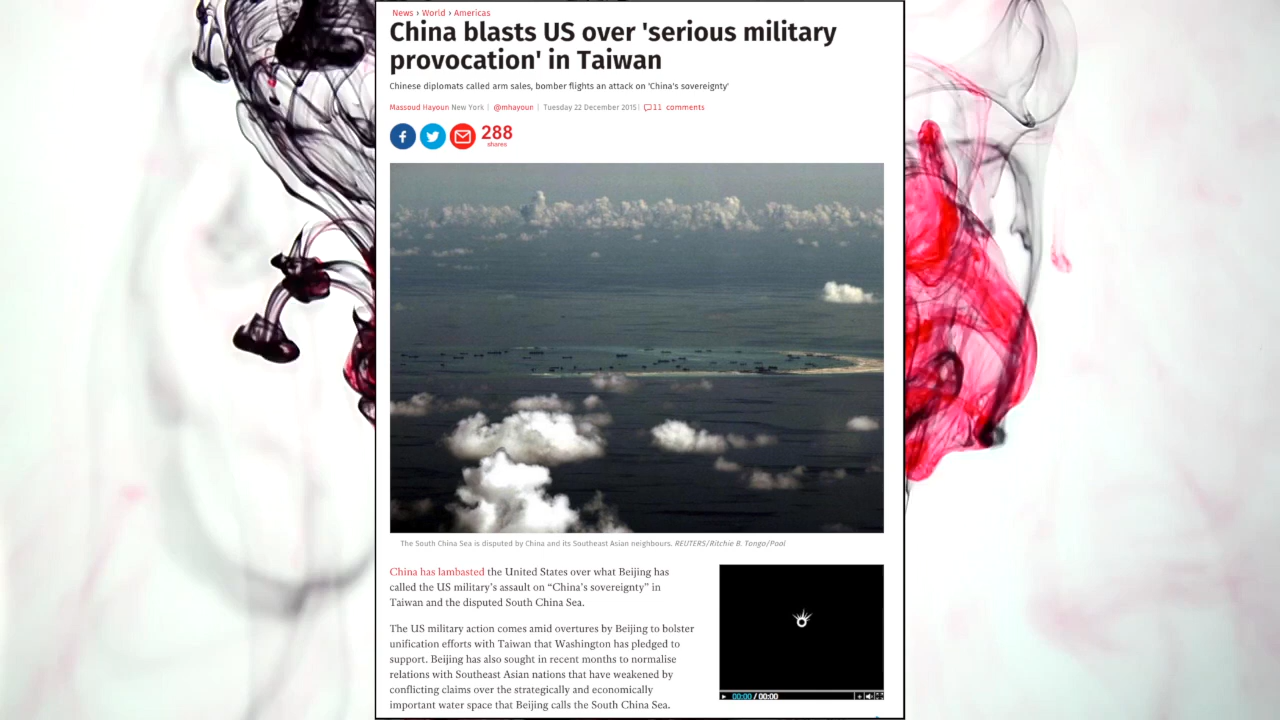 News › World › Americas
China blasts US over 'serious military
provocation' in Taiwan
Chinese diplomats called arm sales, bomber flights an attack on 'China's sovereignty'
Massoud Hayoun New York | @mhayoun | Tuesday 22 December 2015 | 11 comments
288
shares
The South China Sea is disputed by China and its Southeast Asian neighbours. REUTERS/Ritchie B. Tongo/Pool
China has lambasted the United States over what Beijing has
called the US military's assault on “China's sovereignty” in
Taiwan and the disputed South China Sea.
The US military action comes amid overtures by Beijing to bolster
unification efforts with Taiwan that Washington has pledged to
support. Beijing has also sought in recent months to normalise
relations with Southeast Asian nations that have weakened by
conflicting claims over the strategically and economically
important water space that Beijing calls the South China Sea.
00:00 / 00:00